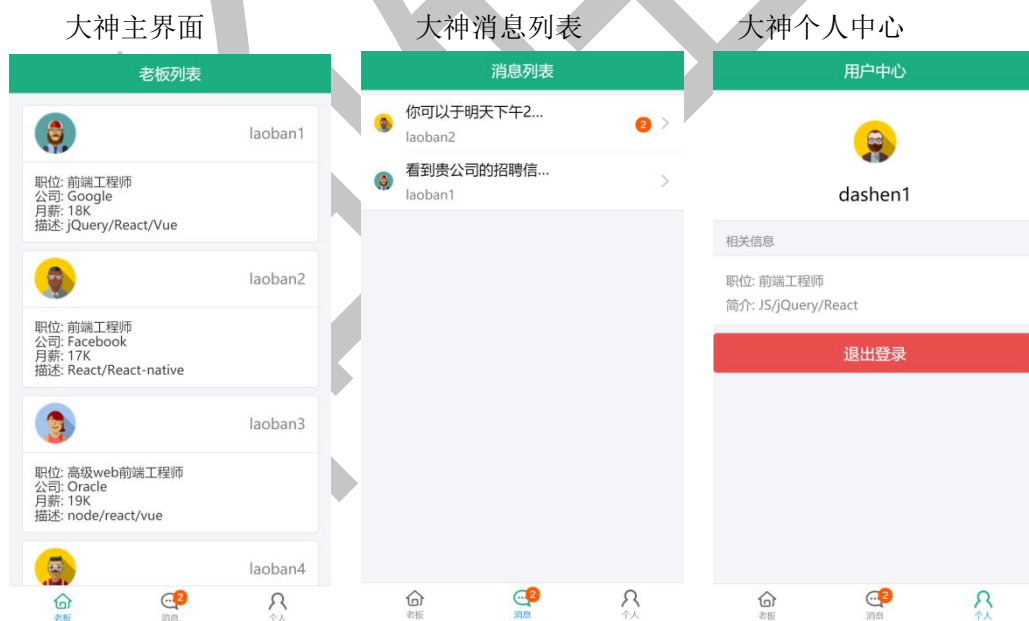 大神主界面
大神消息列表
大神个人中心
老板列表
laoban1
职位: 前端工程师
公司: Google
月薪: 18K
描述: jQuery/React/Vue
laoban2
职位: 前端工程师
公司: Facebook
月薪: 17K
描述: React/React-native
laoban3
职位: 高级web前端工程师
公司: Oracle
月薪: 19K
描述: node/react/vue
laoban4
2
老板
消息
个人
消息列表
你可以于明天下午2...
laoban2
2
看到贵公司的招聘信...
laoban1
2
老板
消息
个人
用户中心
dashen1
相关信息
职位: 前端工程师
简介: JS/jQuery/React
退出登录
2
老板
消息
个人